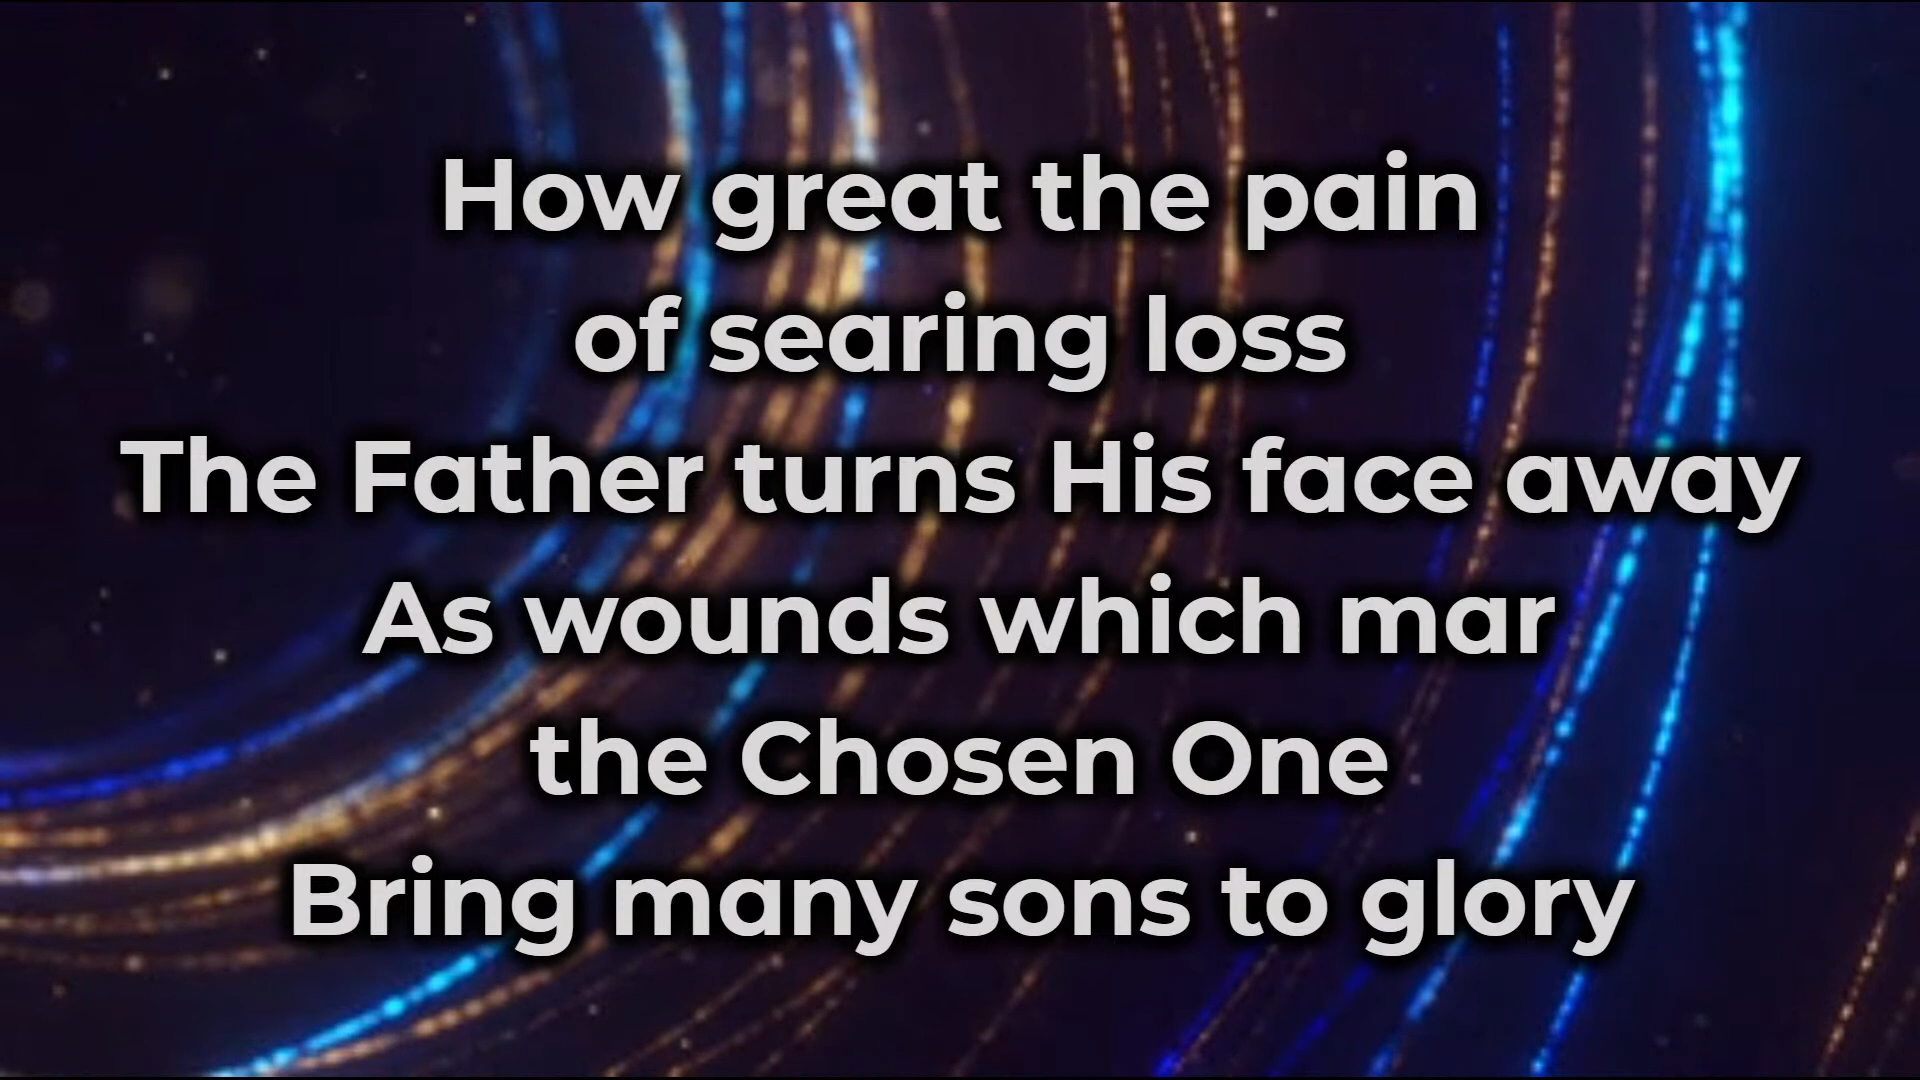 How great the pain
of searing loss
The Father turns His face away
As wounds which mar
the Chosen One
Bring many sons to glory